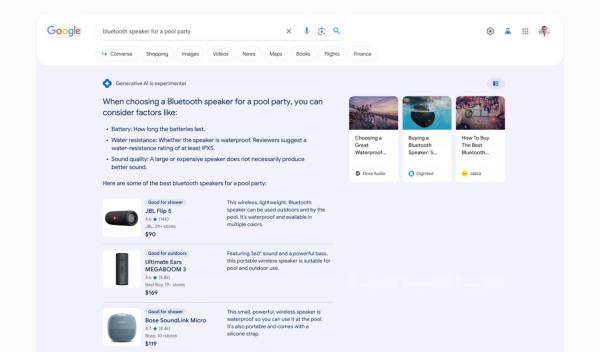 Google
bluetooth speaker for a pool party
Converse
Shopping
Images
Videos
News
Maps
Books
Flights
Finance
Generative AI is experimental
When choosing a Bluetooth speaker for a pool party, you can
consider factors like:
• Battery: How long the batteries last.
• Water resistance: Whether the speaker is waterproof. Reviewers suggest a
water-resistance rating of at least IPX5.
• Sound quality: A large or expensive speaker does not necessarily produce
better sound.
Here are some of the best bluetooth speakers for a pool party:
Choosing a
Great
Waterproof...
Doss Audio
Buying a
Bluetooth
Speaker: 5...
Dignited
How To Buy
The Best
Bluetooth...
Jabra
Good for shower
JBL Flip 5
4.6 ★ (14K)
JBL, 29+ stores
$90
This wireless, lightweight, Bluetooth
speaker can be used outdoors and by the
pool. It's waterproof and available in
multiple colors.
Good for outdoors
Ultimate Ears
MEGABOOM 3
4.6 ★ (5.8k)
Best Buy 19+ stores
$169
Featuring 360° sound and a powerful bass,
this portable wireless speaker is suitable for
pool and outdoor use.
Good for shower
Bose SoundLink Micro
4.7 ★ (8.4k)
Bose, 10+ stores
$119
This small, powerful, wireless speaker is
waterproof so you can use it at the pool.
It's also portable and comes with a
silicone strap.